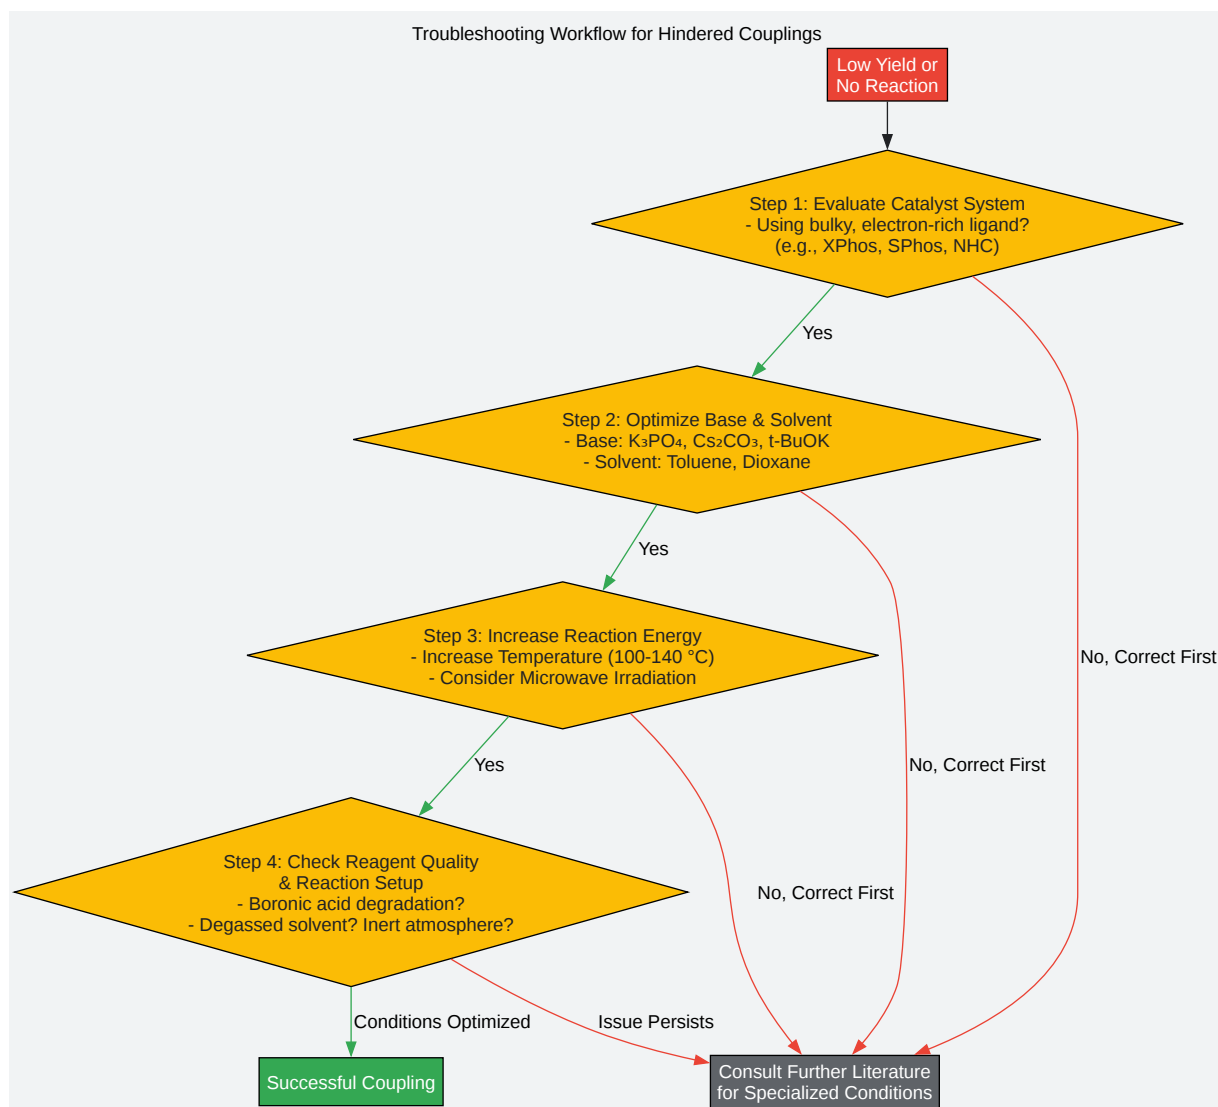 Troubleshooting Workflow for Hindered Couplings
Low Yield or
No Reaction
Step 1: Evaluate Catalyst System
- Using bulky, electron-rich ligand?
(e.g., XPhos, SPhos, NHC)
Yes
Step 2: Optimize Base & Solvent
- Base: K₃PO₄, Cs₂CO₃, t-BuOK
- Solvent: Toluene, Dioxane
Yes
Step 3: Increase Reaction Energy
- Increase Temperature (100-140 °C)
- Consider Microwave Irradiation
No, Correct First
Yes
No, Correct First
Step 4: Check Reagent Quality
& Reaction Setup
- Boronic acid degradation?
- Degassed solvent? Inert atmosphere?
No, Correct First
Conditions Optimized
Issue Persists
Successful Coupling
Consult Further Literature
for Specialized Conditions